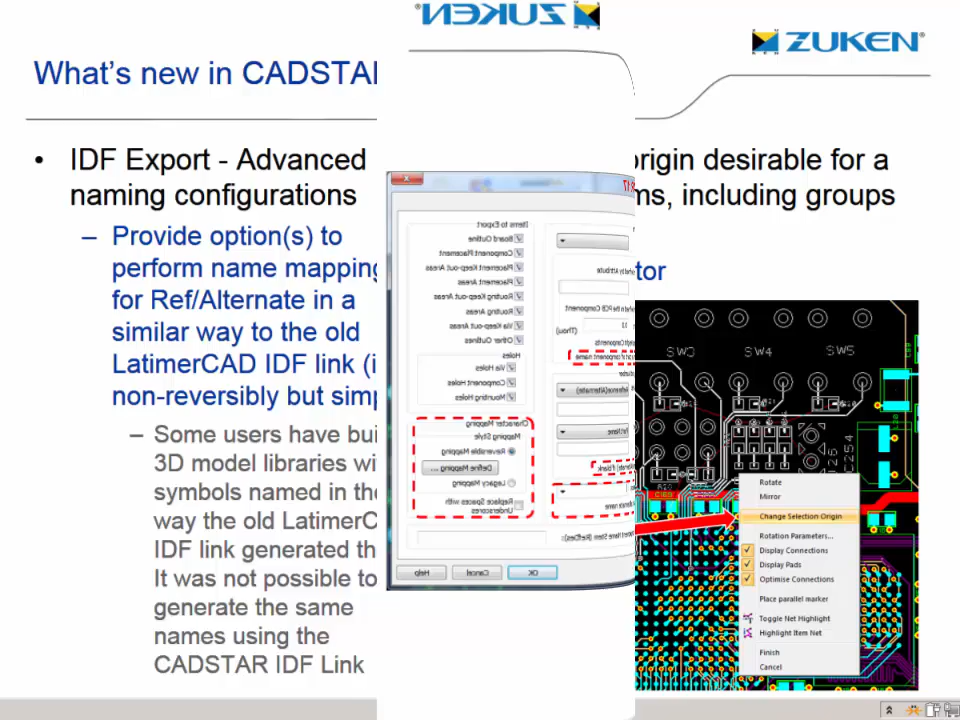 ZUKEN®
ZUKEN®
What's new in CADSTAR
• IDF Export - Advanced
naming configurations
– Provide option(s) to
perform name mapping
for Ref/Alternate in a
similar way to the old
LatimerCAD IDF link (i
non-reversibly but simp
– Some users have bui
3D model libraries wi
symbols named in the
way the old LatimerC
IDF link generated th
It was not possible to
generate the same
names using the
CADSTAR IDF Link
origin desirable for a
ms, including groups
tor
Items to Export
Board Outline
Component Placement
Placement Keep-out Areas
Placement Areas
Routing Keep-out Areas
Routing Areas
Via Keep-out Areas
Other Outlines
Holes
Via Holes
Component Holes
Mounting Holes
Character Mapping
Mapping Style
Reversible Mapping
Define Mapping ...
Legacy Mapping
Replace Spaces with
Underscores
OK
Cancel
Help
(Thou)
SW3
SW4
SW5
C254
Rotate
Mirror
Change Selection Origin
Rotation Parameters...
Display Connections
Display Pads
Optimise Connections
Place parallel marker
Toggle Net Highlight
Highlight Item Net
Finish
Cancel